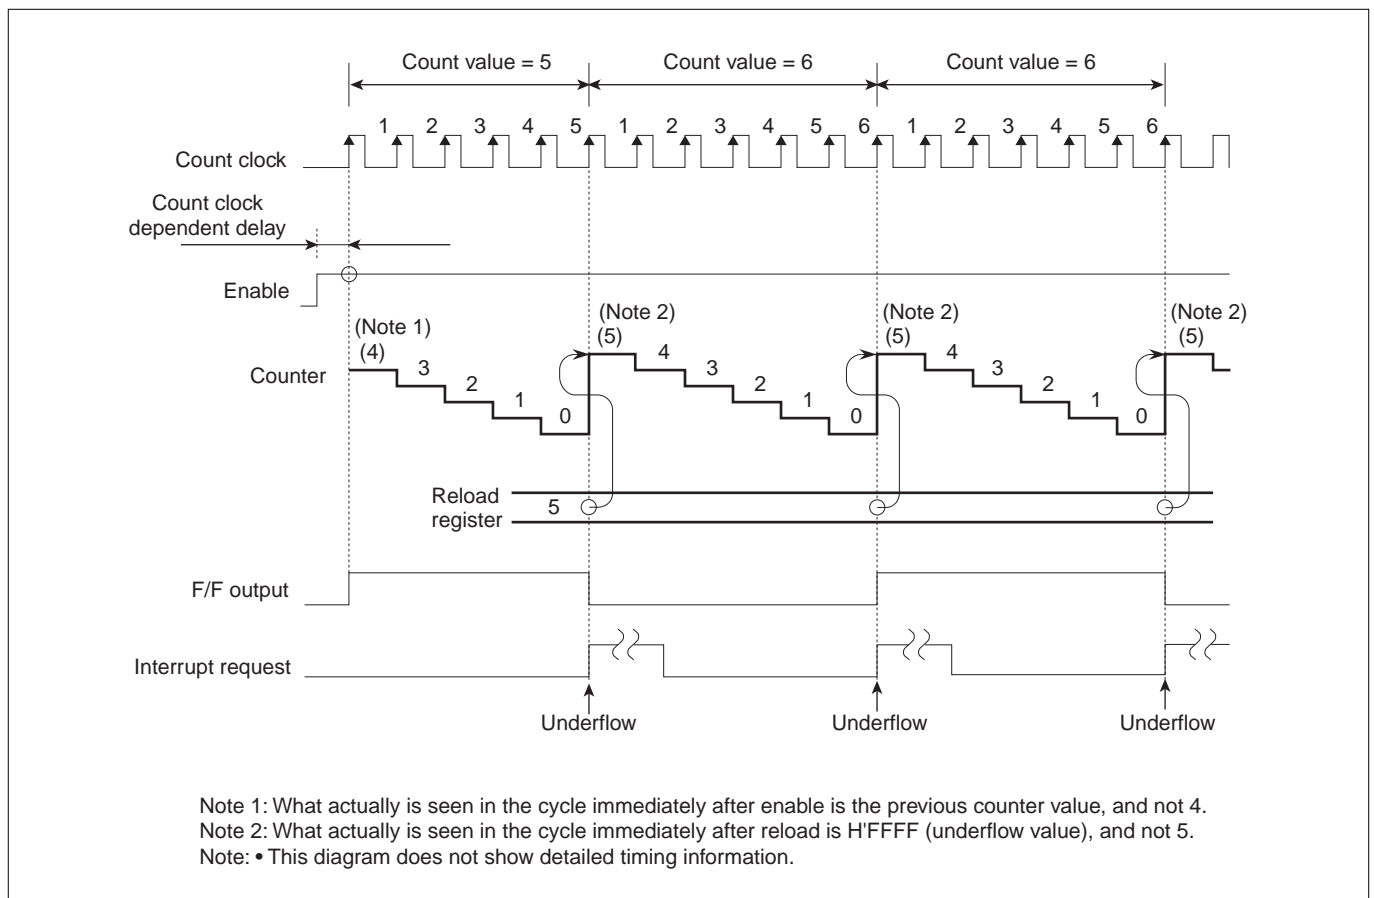 Count value = 5 Count value = 6 Count value = 6
1 2 3 4 5 1 2 3 4 5 6 1 2 3 4 5 6
Count clock
Count clock
dependent delay
Enable
(Note 1) (Note 2) (Note 2) (Note 2)
(4) (5) (5) (5)
Counter 3 2 1 0 4 3 2 1 0 4 3 2 1 0
Reload
register 5
F/F output
Interrupt request
Underflow Underflow Underflow
Note 1: What actually is seen in the cycle immediately after enable is the previous counter value, and not 4.
Note 2: What actually is seen in the cycle immediately after reload is H'FFFF (underflow value), and not 5.
Note: • This diagram does not show detailed timing information.